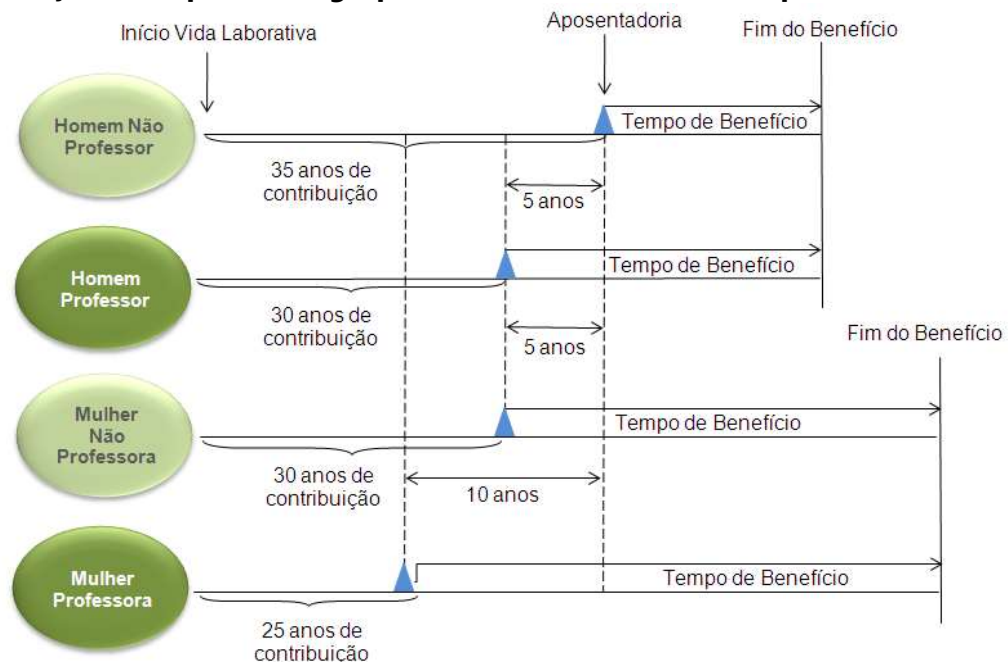 Início Vida Laborativa
Aposentadoria
Fim do Benefício
Homem Não
Professor
Tempo de Benefício
35 anos de
contribuição
5 anos
Homem
Professor
Tempo de Benefício
30 anos de
contribuição
5 anos
Fim do Benefício
Mulher
Não
Professora
Tempo de Benefício
30 anos de
contribuição
10 anos
Mulher
Professora
Tempo de Benefício
25 anos de
contribuição